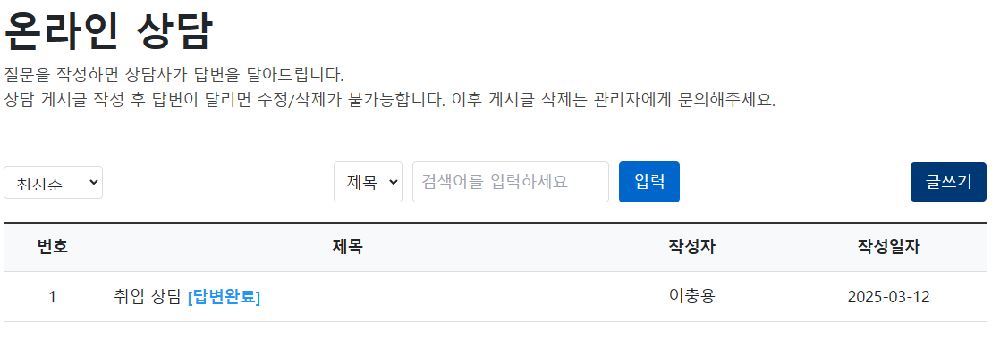 온라인 상담
질문을 작성하면 상담사가 답변을 달아드립니다.
상담 게시글 작성 후 답변이 달리면 수정/삭제가 불가능합니다. 이후 게시글 삭제는 관리자에게 문의해주세요.
최신순 제목 검색어를 입력하세요 입력 글쓰기
번호 제목 작성자 작성일자
1 취업 상담 [답변완료] 이충용 2025-03-12